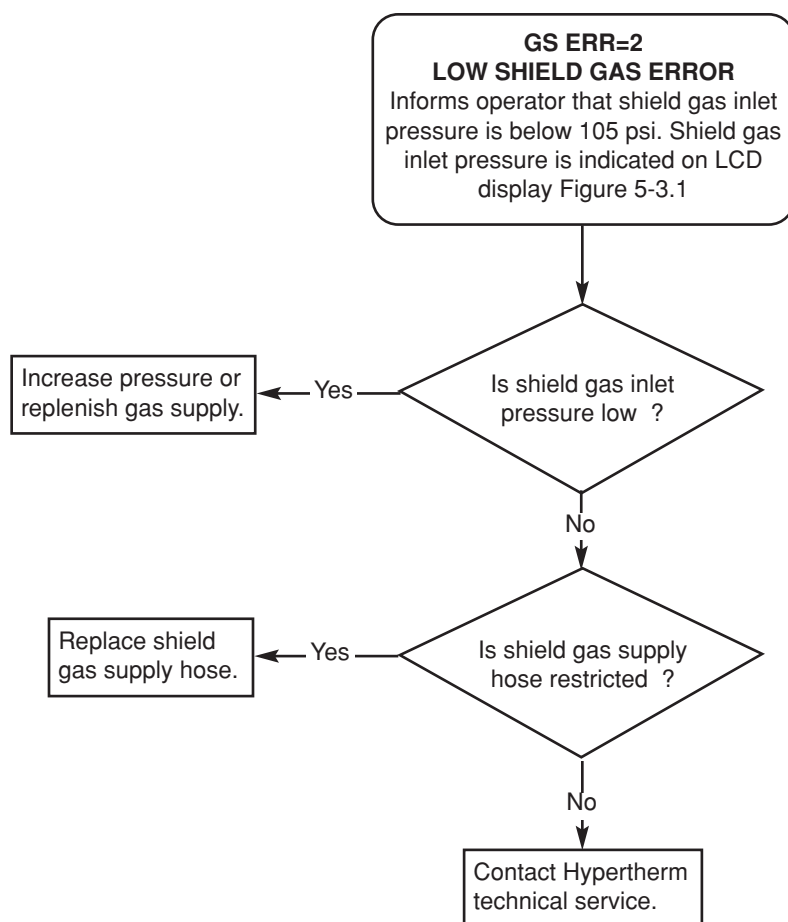 GS ERR=2
LOW SHIELD GAS ERROR
Informs operator that shield gas inlet
pressure is below 105 psi. Shield gas
inlet pressure is indicated on LCD
display Figure 5-3.1
Increase pressure or
replenish gas supply.
Yes
Is shield gas inlet
pressure low ?
No
Replace shield
gas supply hose.
Yes
Is shield gas supply
hose restricted ?
No
Contact Hypertherm
technical service.